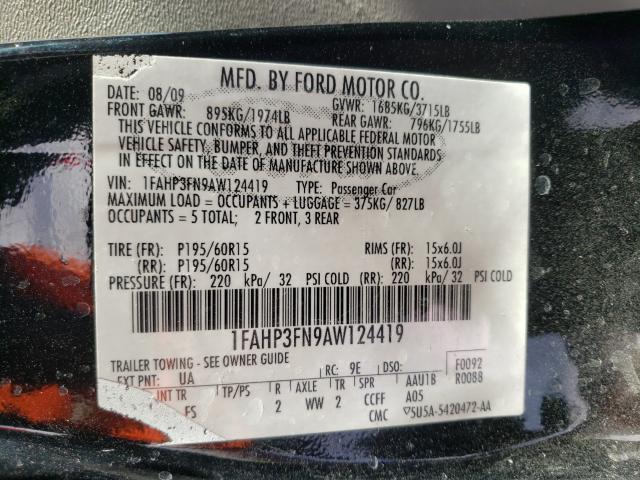 MFD. BY FORD MOTOR CO.
DATE: 08/09 GVWR: 1685KG/3715LB
FRONT GAWR: 895KG/1974LB REAR GAWR: 796KG/1755LB
THIS VEHICLE CONFORMS TO ALL APPLICABLE FEDERAL MOTOR
VEHICLE SAFETY, BUMPER, AND THEFT PREVENTION STANDARDS
IN EFFECT ON THE DATE OF MANUFACTURE SHOWN ABOVE.
VIN: 1FAHP3FN9AW124419 TYPE: Passenger Car
MAXIMUM LOAD = OCCUPANTS + LUGGAGE = 375KG/ 827LB
OCCUPANTS = 5 TOTAL; 2 FRONT, 3 REAR
TIRE (FR): P195/60R15 RIMS (FR): 15x6.0J
(RR): P195/60R15 (RR): 15x6.0J
PRESSURE (FR): 220 kPa/ 32 PSI COLD (RR): 220 kPa/ 32 PSI COLD
1FAHP3FN9AW124419
TRAILER TOWING - SEE OWNER GUIDE
RC: 9E DSO: F0092
EXT PNT: UA R0088
INT TR TP/PS R AXLE TR SPR AAU1B
FS 2 WW 2 CCFF A05
CMC 5U5A-5420472-AA